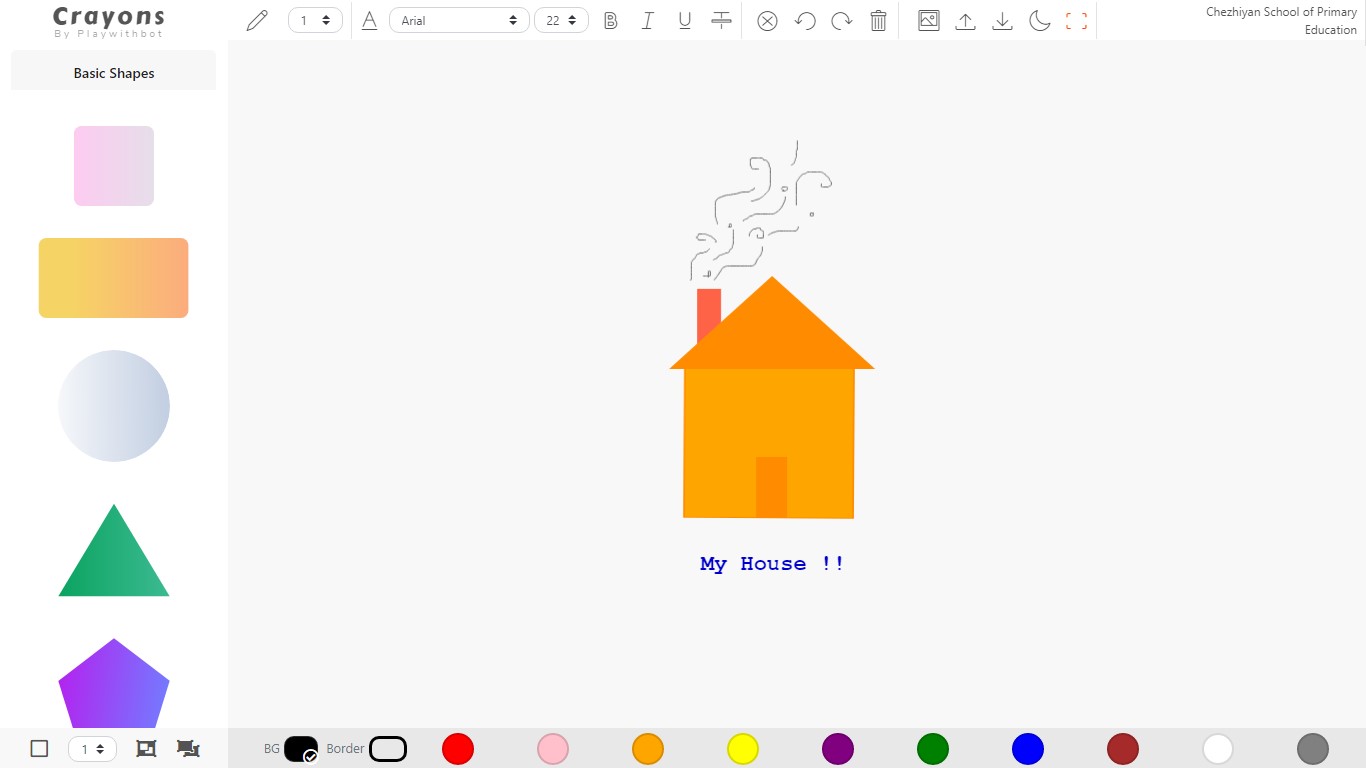 Crayons
By Playwithbot
Basic Shapes
1
A
Arial
22
B
I
U
T
Chezhiyan School of Primary
Education
My House !!
1
BG
Border